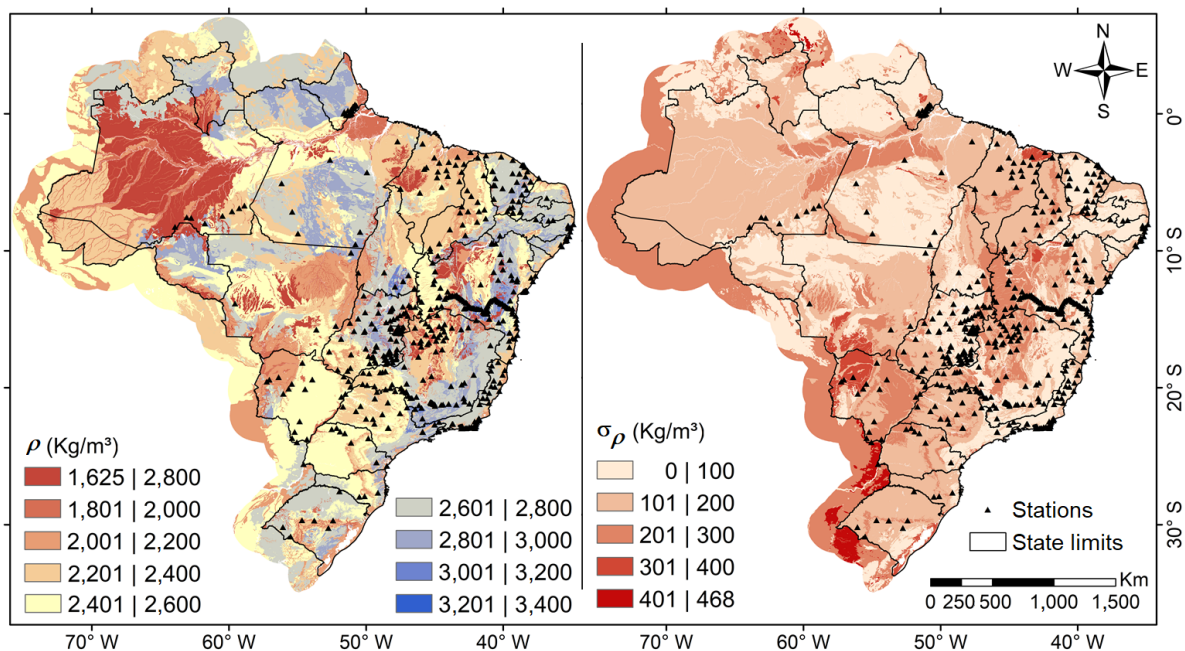 N
W E
S
0°
10° S
20° S
30° S
ρ (Kg/m³)
1,625 | 2,800
1,801 | 2,000
2,001 | 2,200
2,201 | 2,400
2,401 | 2,600
2,601 | 2,800
2,801 | 3,000
3,001 | 3,200
3,201 | 3,400
σρ (Kg/m³)
0 | 100
101 | 200
201 | 300
301 | 400
401 | 468
Stations
State limits
Km
0 250 500 1,000 1,500
70° W 60° W 50° W 40° W 70° W 60° W 50° W 40° W